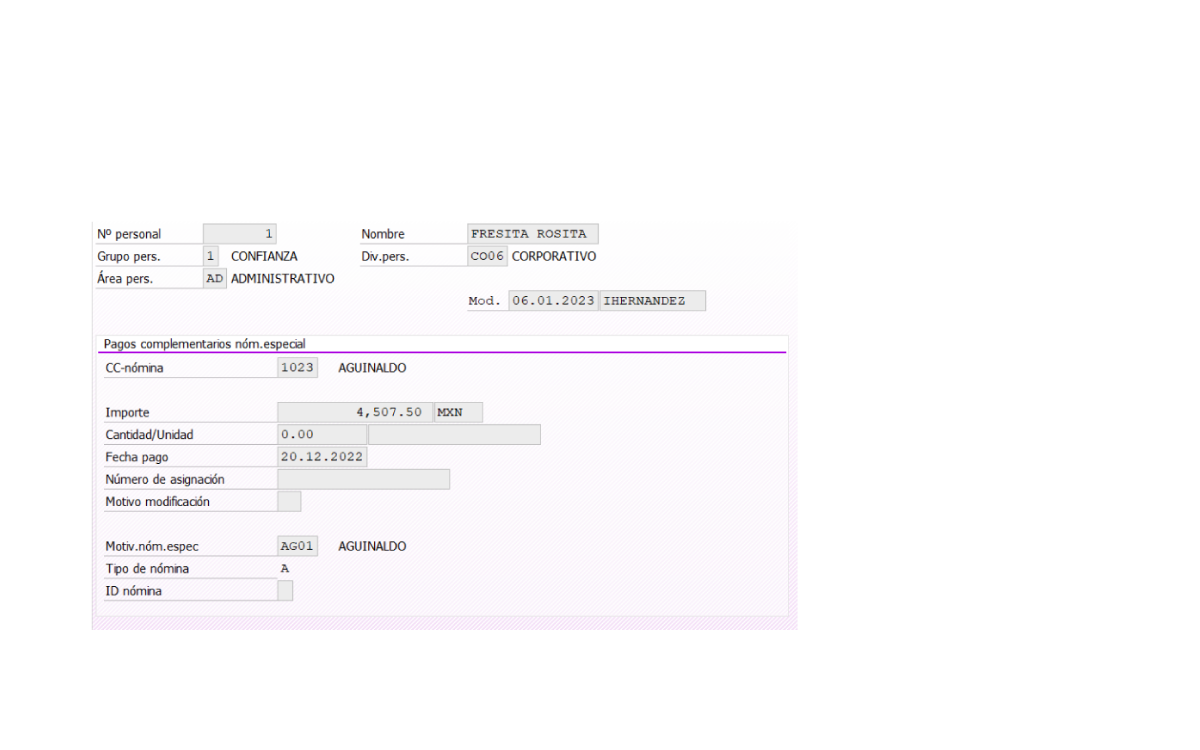 Nº personal 1 Nombre FRESITA ROSITA
Grupo pers. 1 CONFIANZA Div.pers. CO06 CORPORATIVO
Área pers. AD ADMINISTRATIVO
Mod. 06.01.2023 IHERNANDEZ
Pagos complementarios nóm.especial
CC-nómina 1023 AGUINALDO
Importe 4,507.50 MXN
Cantidad/Unidad 0.00
Fecha pago 20.12.2022
Número de asignación
Motivo modificación
Motiv.nóm.espec AG01 AGUINALDO
Tipo de nómina A
ID nómina